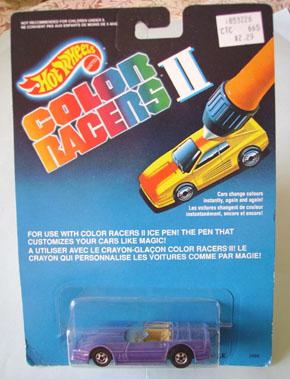 NOT RECOMMENDED FOR CHILDREN UNDER 3
NE CONVIENT PAS AUX ENFANTS DE MOINS DE 3 ANS
053226
CTC 665
$2.29
Hot Wheels
COLOR
RACERS II
Cars change colours
instantly, again and again!
Les voitures changent de couleur
instantanément, encore et encore!
FOR USE WITH COLOR RACERS II ICE PEN! THE PEN THAT
CUSTOMIZES YOUR CARS LIKE MAGIC!
A UTILISER AVEC LE CRAYON-GLAÇON COLOR RACERS II! LE
CRAYON QUI PERSONNALISE LES VOITURES COMME PAR MAGIE!